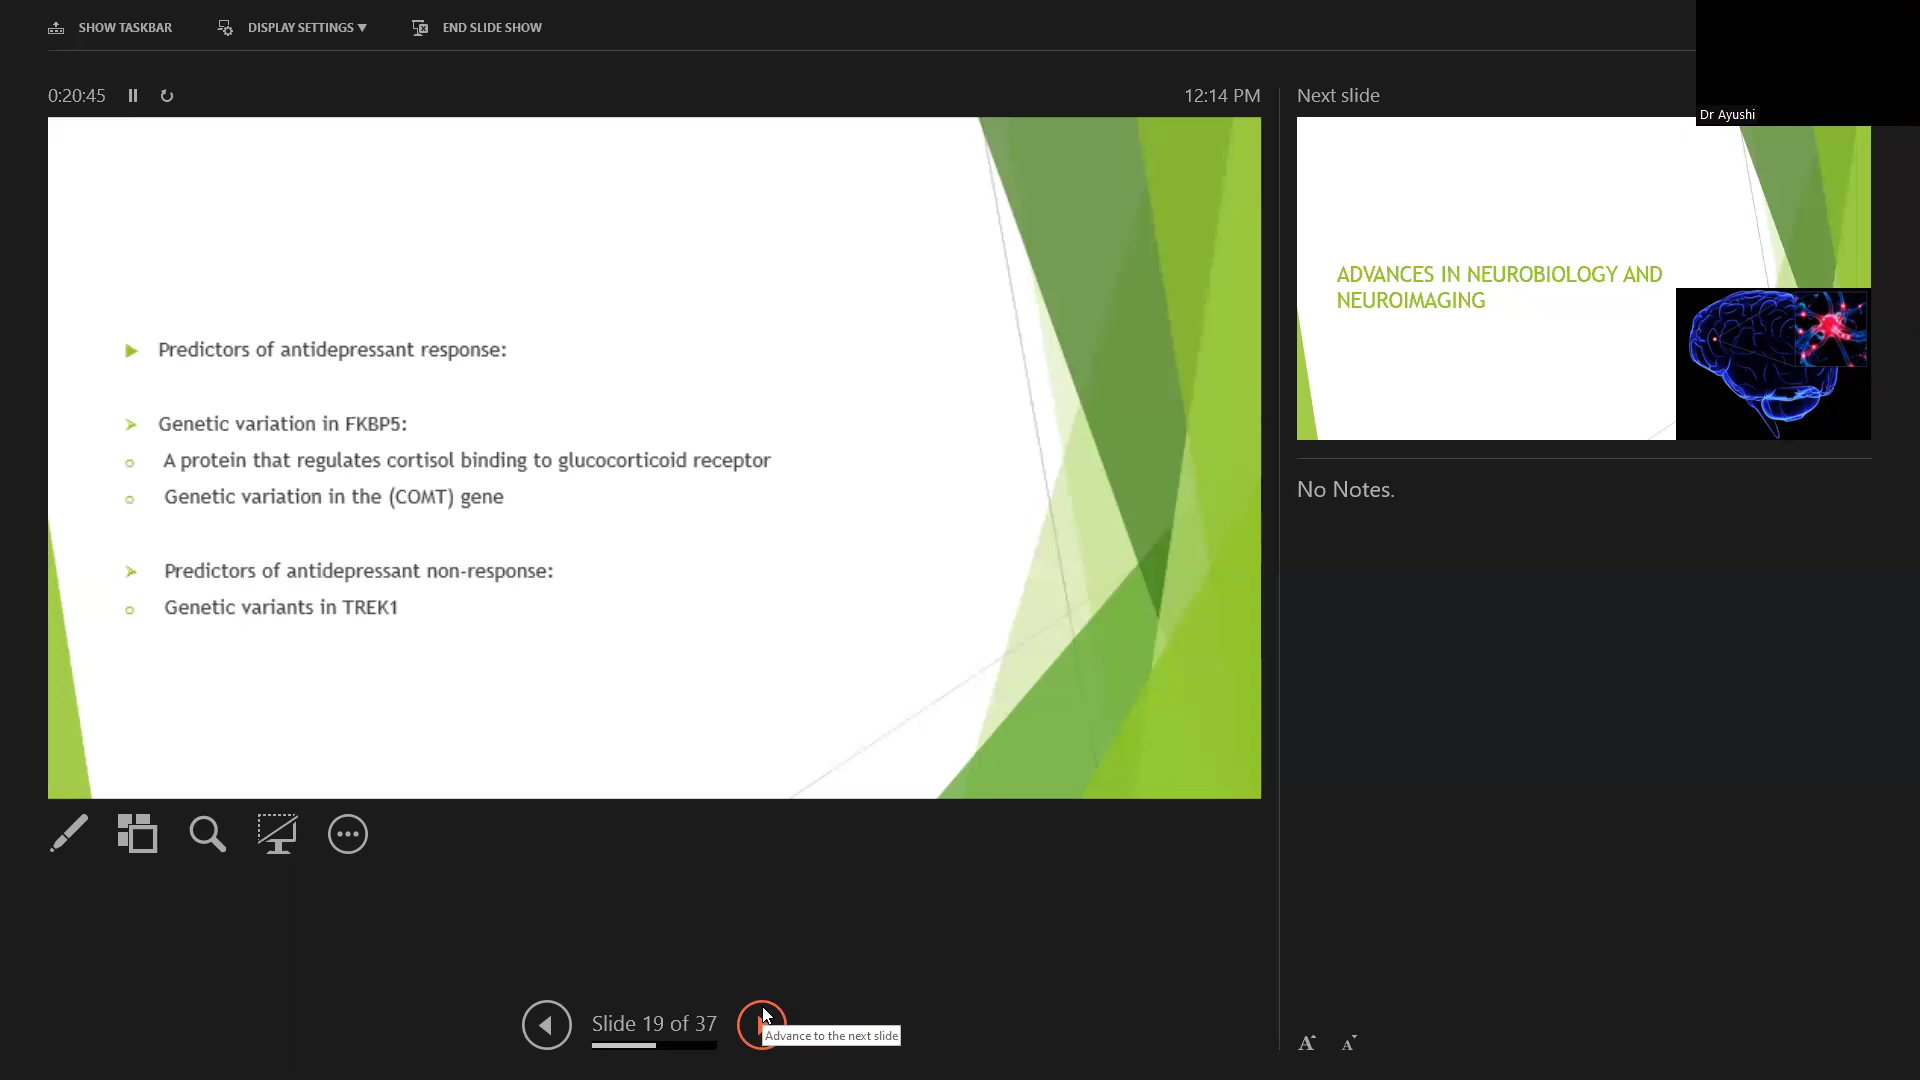 SHOW TASKBAR
DISPLAY SETTINGS
END SLIDE SHOW
0:20:45
12:14 PM
Next slide
Dr Ayushi
Predictors of antidepressant response:
Genetic variation in FKBP5:
A protein that regulates cortisol binding to glucocorticoid receptor
Genetic variation in the (COMT) gene
Predictors of antidepressant non-response:
Genetic variants in TREK1
ADVANCES IN NEUROBIOLOGY AND
NEUROIMAGING
No Notes.
Slide 19 of 37
Advance to the next slide
A A